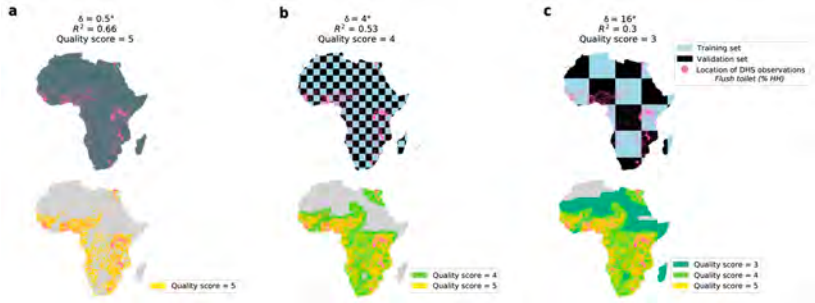 a
δ = 0.5°
R² = 0.66
Quality score = 5
b
δ = 4°
R² = 0.53
Quality score = 4
c
δ = 16°
R² = 0.3
Quality score = 3
Training set
Validation set
Location of DHS observations
Flush toilet (% HH)
Quality score = 5
Quality score = 4
Quality score = 5
Quality score = 3
Quality score = 4
Quality score = 5